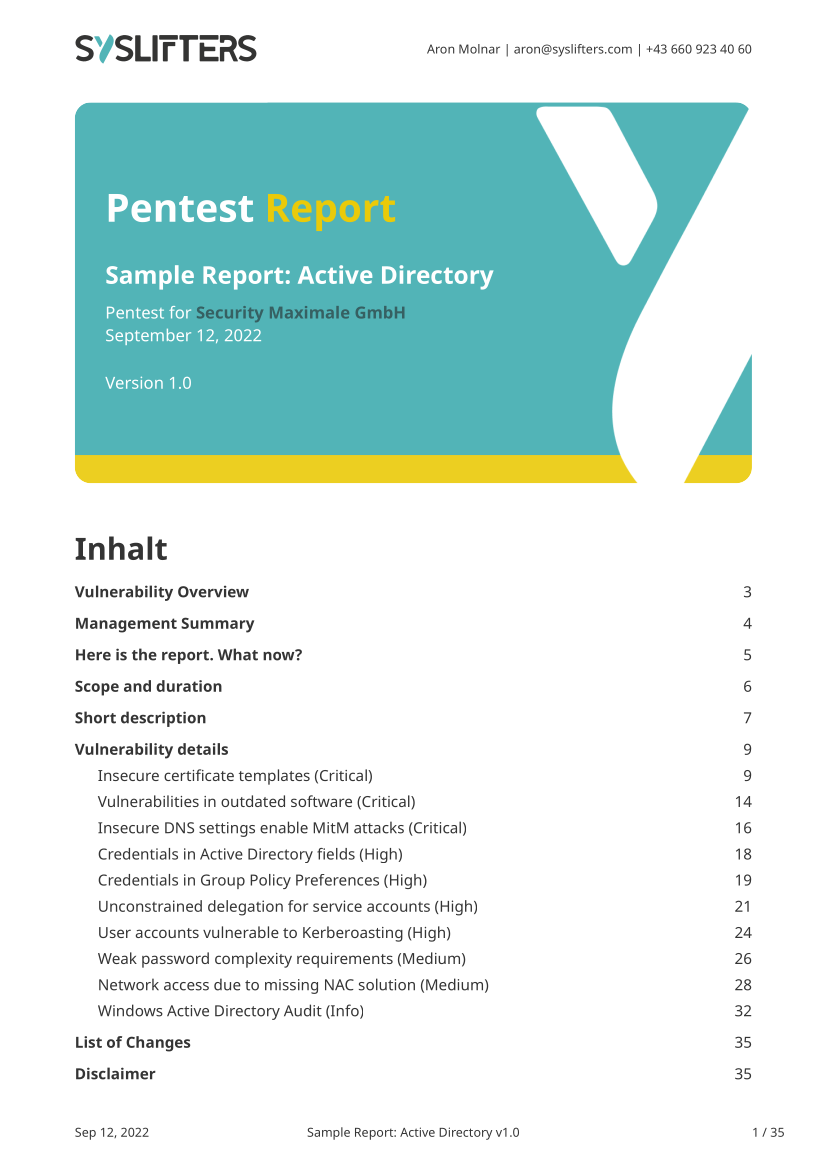 SYSLIFTERS
Aron Molnar | aron@syslifters.com | +43 660 923 40 60
Pentest Report
Sample Report: Active Directory
Pentest for Security Maximale GmbH
September 12, 2022
Version 1.0
Inhalt
Vulnerability Overview 3
Management Summary 4
Here is the report. What now? 5
Scope and duration 6
Short description 7
Vulnerability details 9
Insecure certificate templates (Critical) 9
Vulnerabilities in outdated software (Critical) 14
Insecure DNS settings enable MitM attacks (Critical) 16
Credentials in Active Directory fields (High) 18
Credentials in Group Policy Preferences (High) 19
Unconstrained delegation for service accounts (High) 21
User accounts vulnerable to Kerberoasting (High) 24
Weak password complexity requirements (Medium) 26
Network access due to missing NAC solution (Medium) 28
Windows Active Directory Audit (Info) 32
List of Changes 35
Disclaimer 35
Sep 12, 2022 Sample Report: Active Directory v1.0 1 / 35